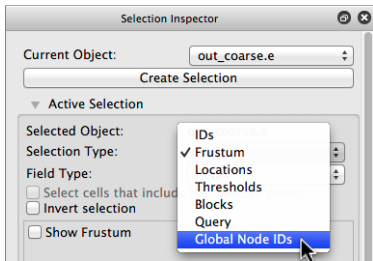 Selection Inspector
Current Object: out_coarse.e
Create Selection
Active Selection
Selected Object:
Selection Type:
Field Type:
Select cells that inclu
Invert selection
Show Frustum
IDs
✓ Frustum
Locations
Thresholds
Blocks
Query
Global Node IDs